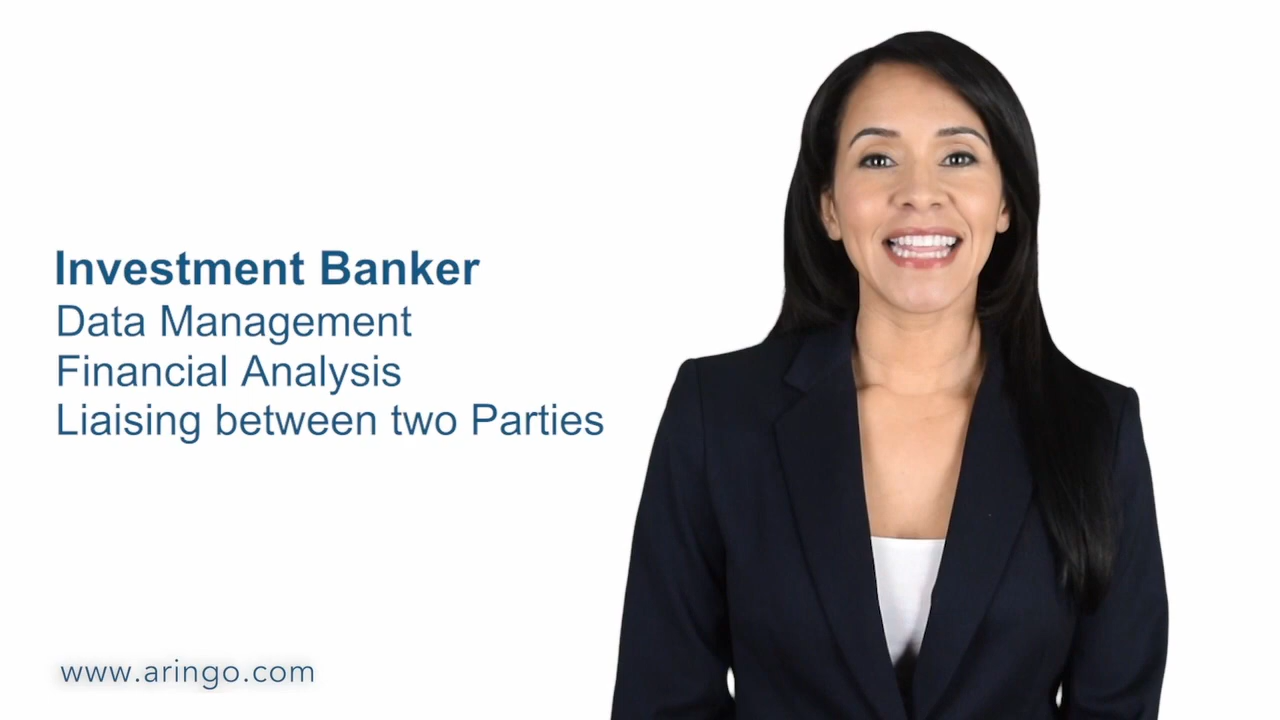 Investment Banker
Data Management
Financial Analysis
Liaising between two Parties
www.aringo.com